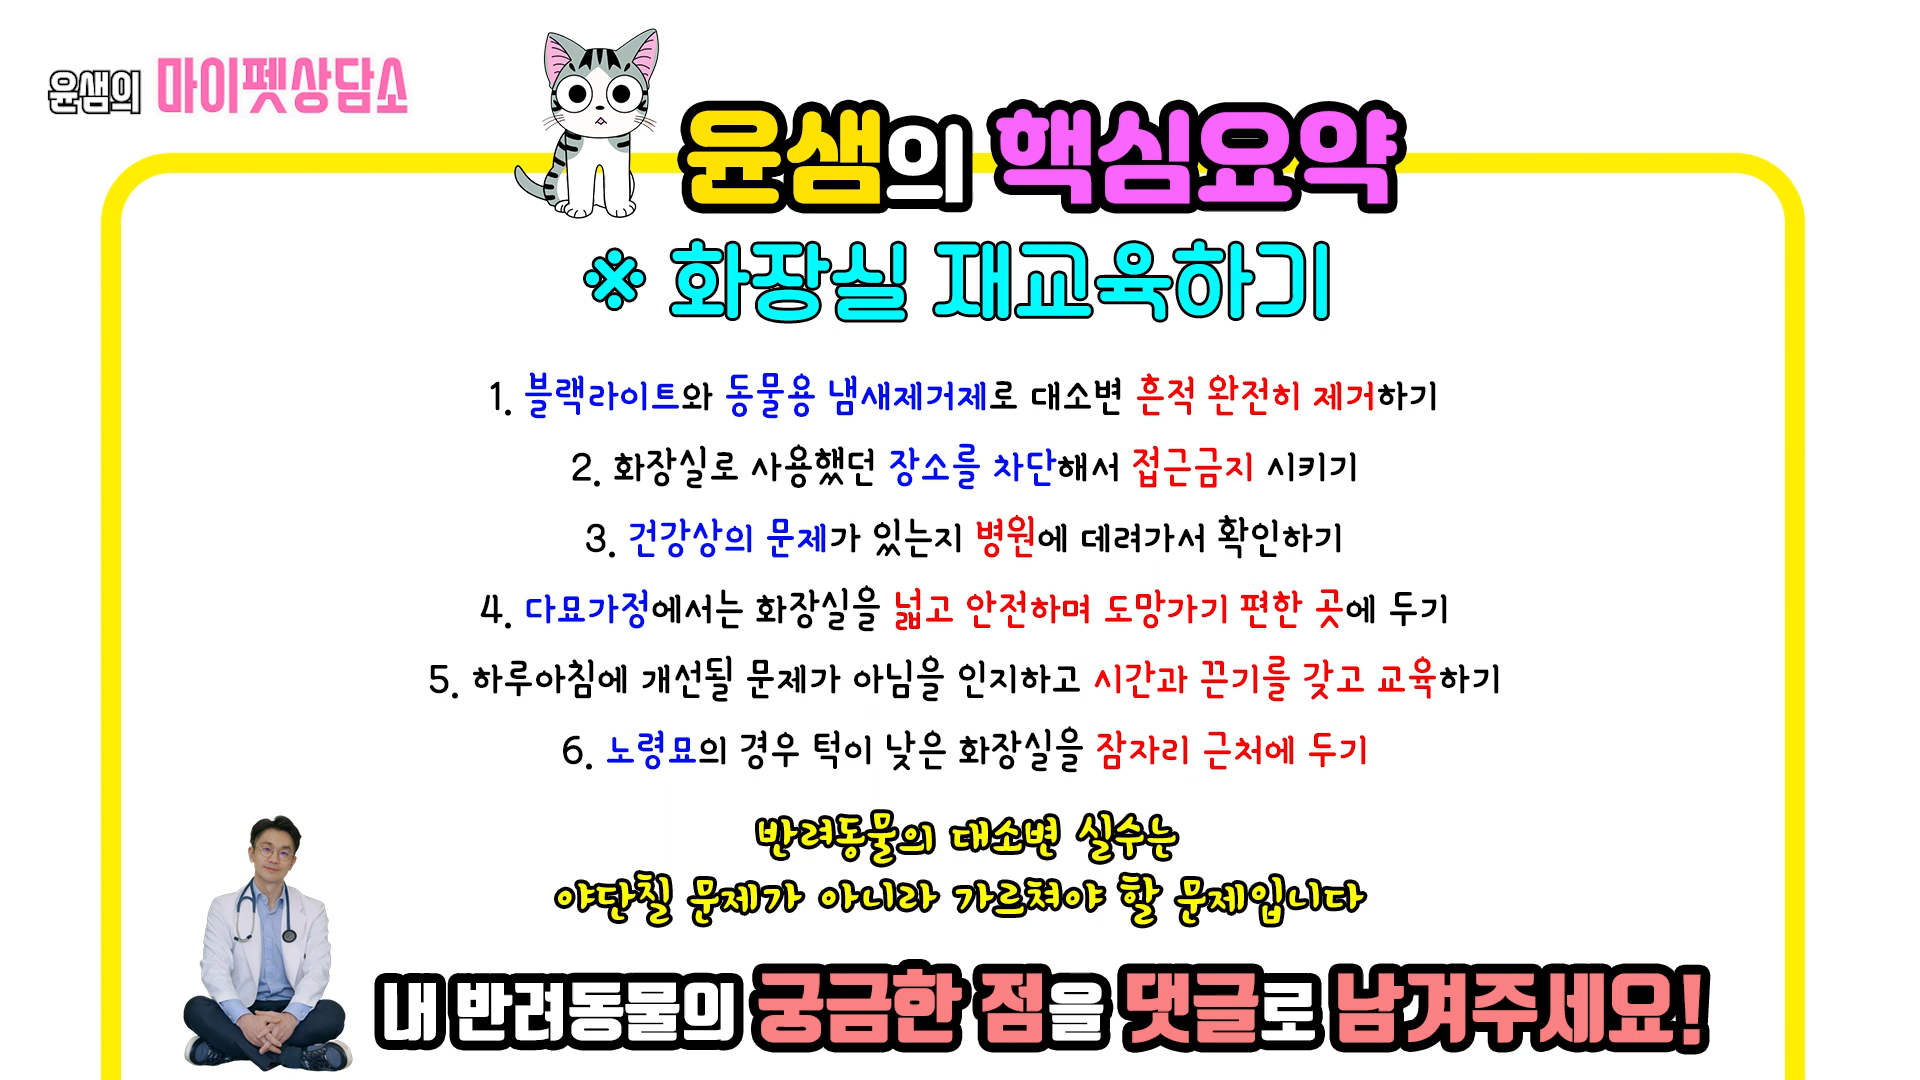 윤샘의 마이펫상담소
윤샘의 핵심요약
※ 화장실 재교육하기
1. 블랙라이트와 동물용 냄새제거제로 대소변 흔적 완전히 제거하기
2. 화장실로 사용했던 장소를 차단해서 접근금지 시키기
3. 건강상의 문제가 있는지 병원에 데려가서 확인하기
4. 다묘가정에서는 화장실을 넓고 안전하며 도망가기 편한 곳에 두기
5. 하루아침에 개선될 문제가 아님을 인지하고 시간과 끈기를 갖고 교육하기
6. 노령묘의 경우 턱이 낮은 화장실을 잠자리 근처에 두기
반려동물의 대소변 실수는
야단칠 문제가 아니라 가르쳐야 할 문제입니다
내 반려동물의 궁금한 점을 댓글로 남겨주세요!